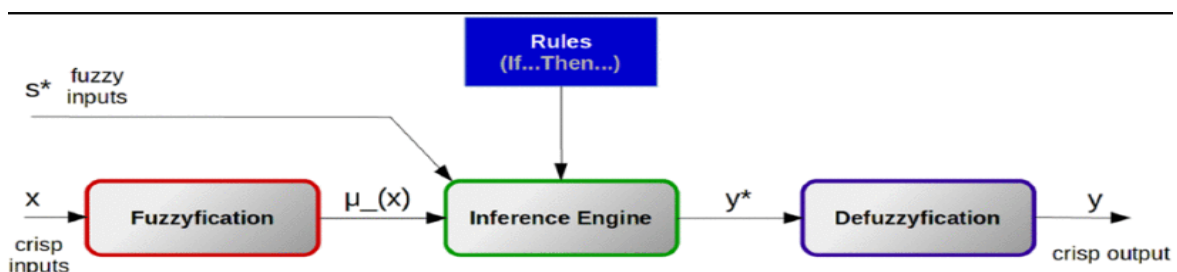 Rules
(If...Then...)
s* fuzzy
inputs
x
μ_(x)
y*
y
Fuzzyfication
Inference Engine
Defuzzyfication
crisp
inputs
crisp output